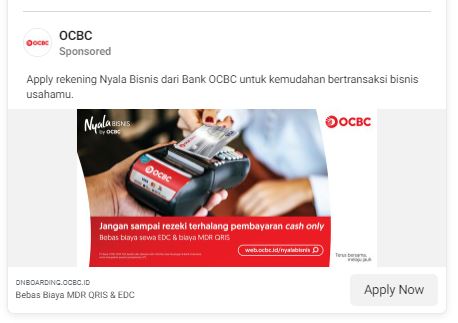 OCBC
OCBC
Sponsored
Apply rekening Nyala Bisnis dari Bank OCBC untuk kemudahan bertransaksi bisnis
usahamu.
Nyala BISNIS
by OCBC
OCBC
OCBC
Jangan sampai rezeki terhalang pembayaran cash only
Bebas biaya sewa EDC & biaya MDR QRIS
web.ocbc.id/nyalabisnis
Terus bersama,
melaju jauh
ONBOARDING.OCBC.ID
Bebas Biaya MDR QRIS & EDC
Apply Now